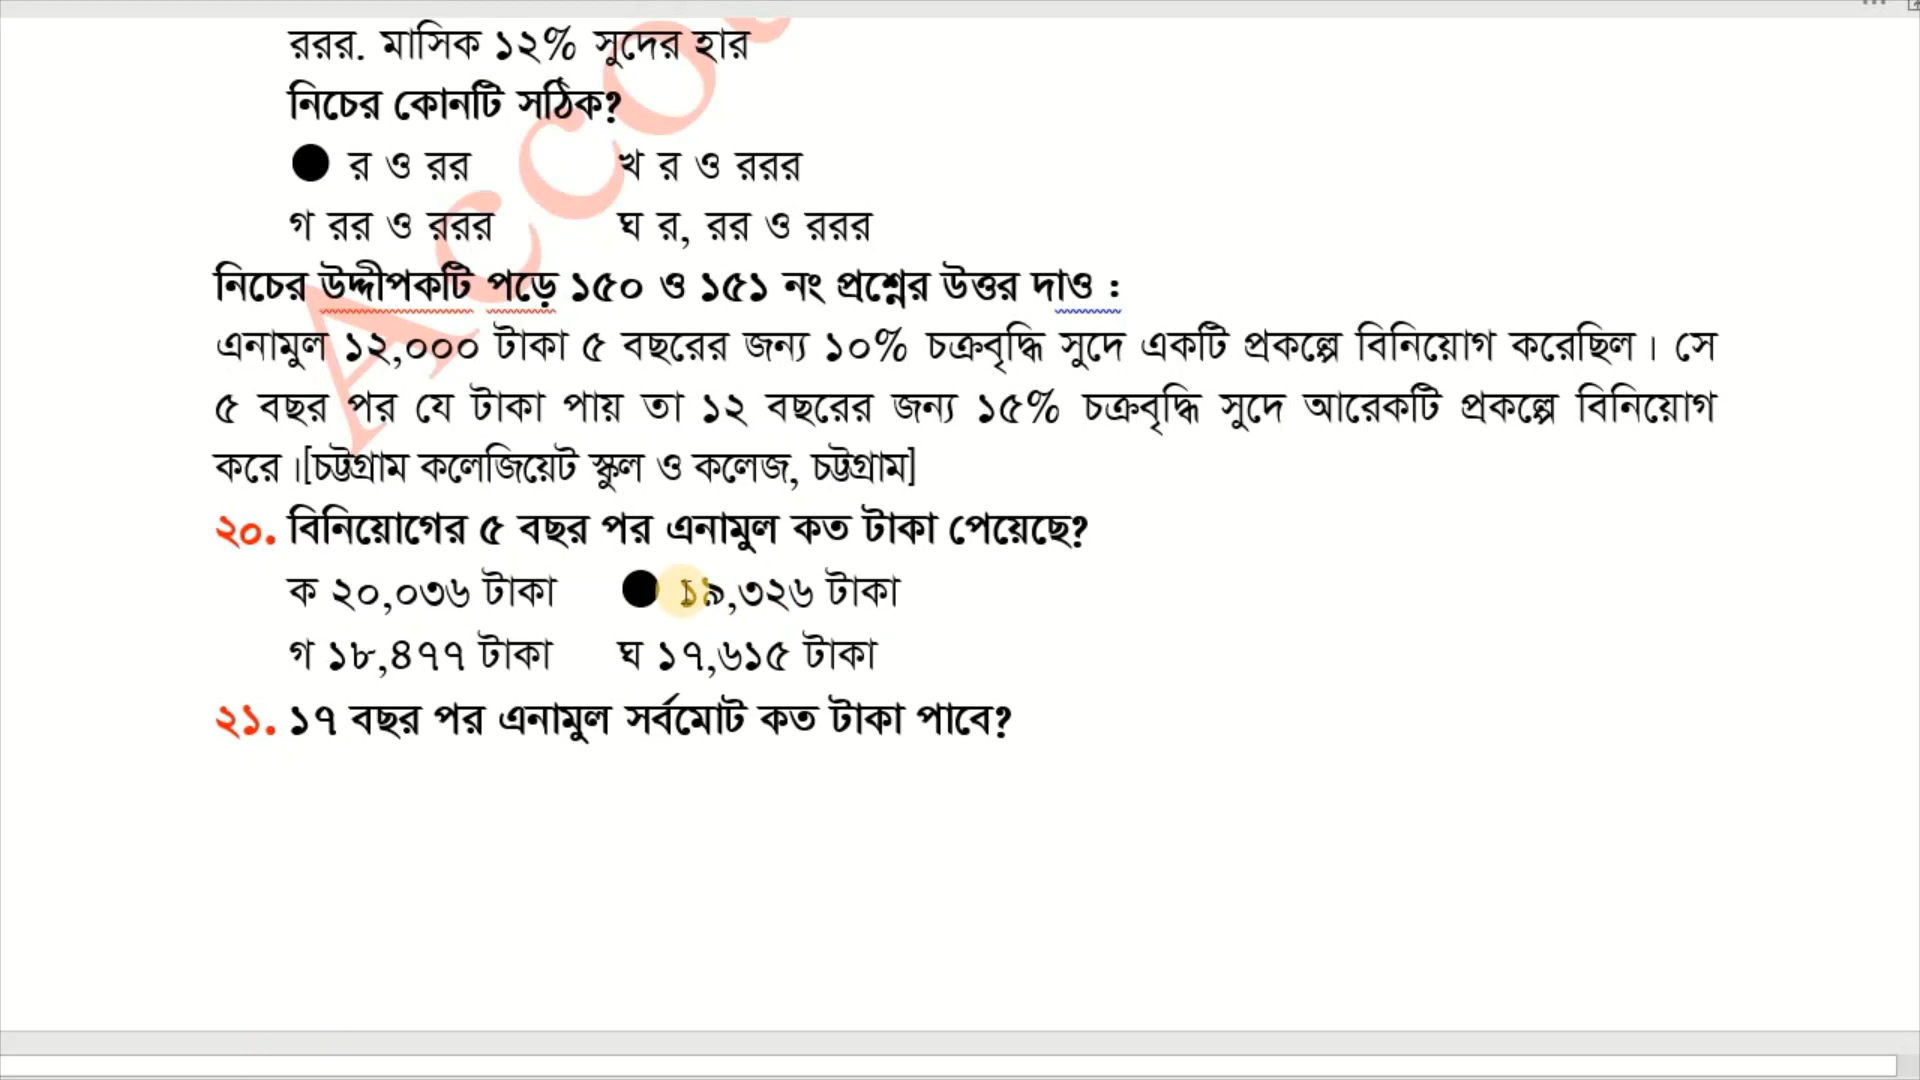 ররর. মাসিক ১২% সুদের হার
নিচের কোনটি সঠিক?
● র ও রর খ র ও ররর
গ রর ও ররর ঘ র, রর ও ররর
নিচের উদ্দীপকটি পড়ে ১৫০ ও ১৫১ নং প্রশ্নের উত্তর দাও :
এনামুল ১২,০০০ টাকা ৫ বছরের জন্য ১০% চক্রবৃদ্ধি সুদে একটি প্রকল্পে বিনিয়োগ করেছিল। সে
৫ বছর পর যে টাকা পায় তা ১২ বছরের জন্য ১৫% চক্রবৃদ্ধি সুদে আরেকটি প্রকল্পে বিনিয়োগ
করে।[চট্টগ্রাম কলেজিয়েট স্কুল ও কলেজ, চট্টগ্রাম]
২০. বিনিয়োগের ৫ বছর পর এনামুল কত টাকা পেয়েছে?
ক ২০,০৩৬ টাকা ● ১৯,৩২৬ টাকা
গ ১৮,৪৭৭ টাকা ঘ ১৭,৬১৫ টাকা
২১. ১৭ বছর পর এনামুল সর্বমোট কত টাকা পাবে?
Acco